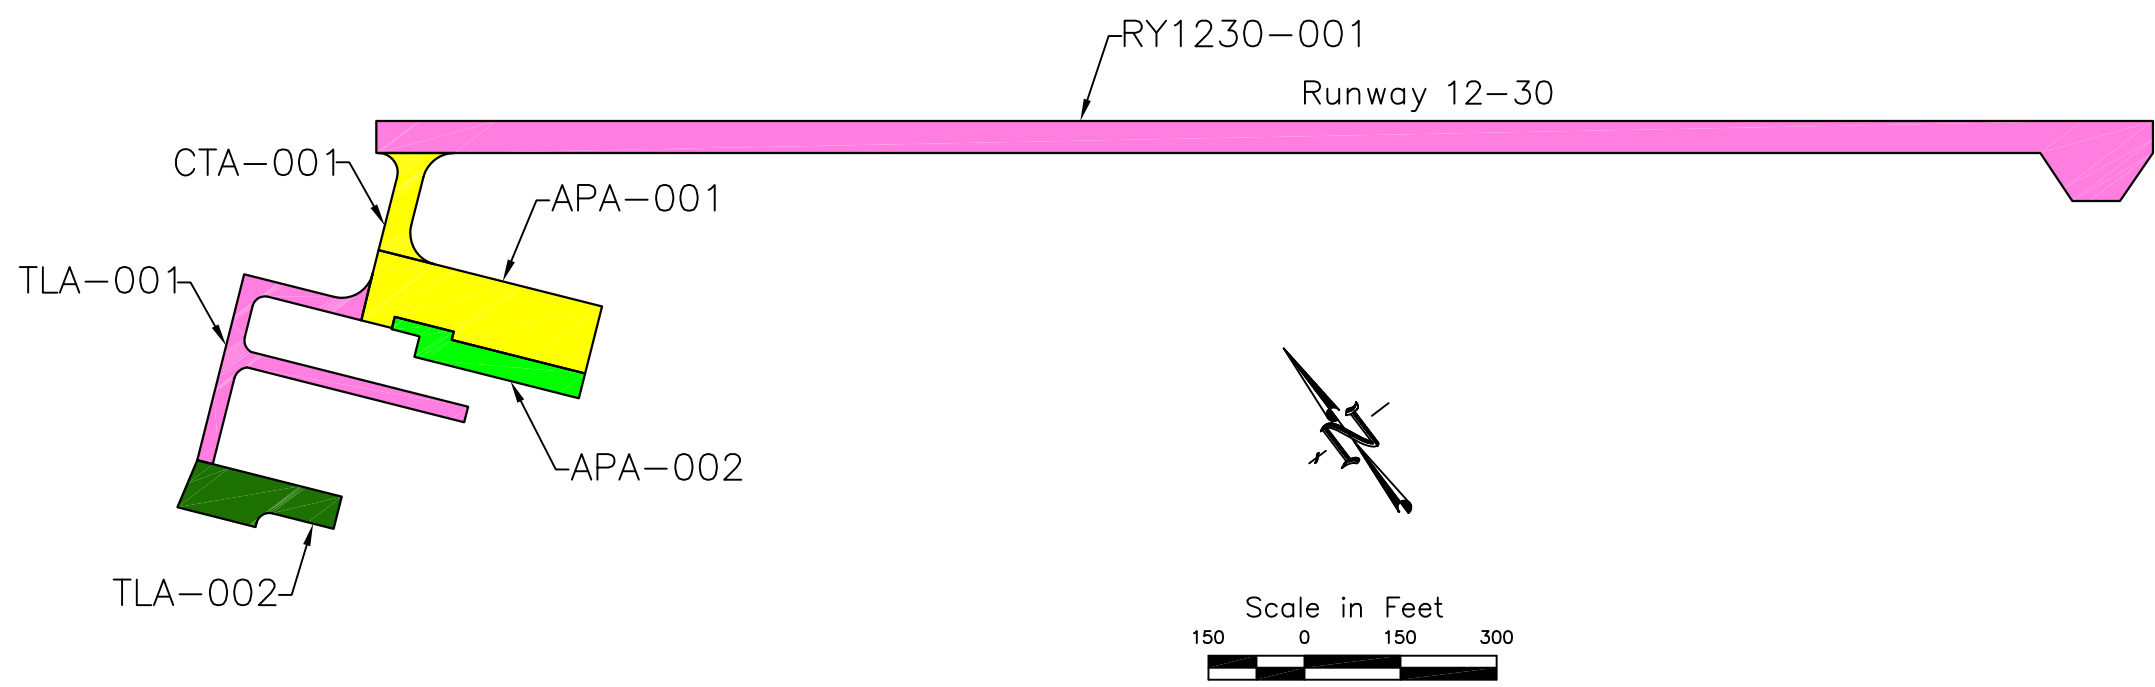 RY1230-001
Runway 12-30
CTA-001
APA-001
TLA-001
APA-002
N
TLA-002
Scale in Feet
150 0 150 300